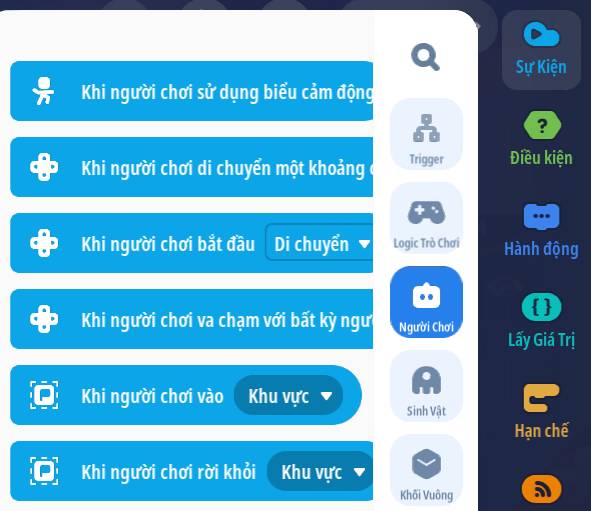 Khi người chơi sử dụng biểu cảm động
Khi người chơi di chuyển một khoảng
Khi người chơi bắt đầu Di chuyển
Khi người chơi va chạm với bất kỳ
Khi người chơi vào Khu vực
Khi người chơi rời khỏi Khu vực
Trigger
Logic Trò Chơi
Người Chơi
Sinh Vật
Khối Vuông
Sự Kiện
Điều kiện
Hành động
Lấy Giá Trị
Hạn chế